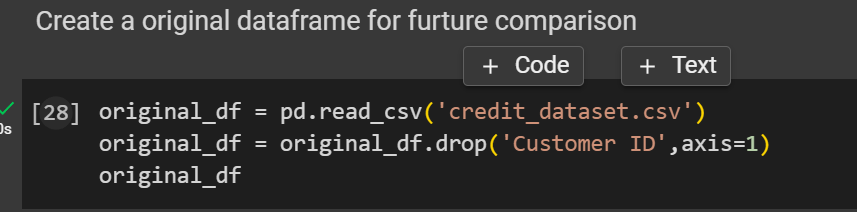 Create a original dataframe for furture comparison
+ Code + Text
[28] original_df = pd.read_csv('credit_dataset.csv')
0s original_df = original_df.drop('Customer ID',axis=1)
original_df